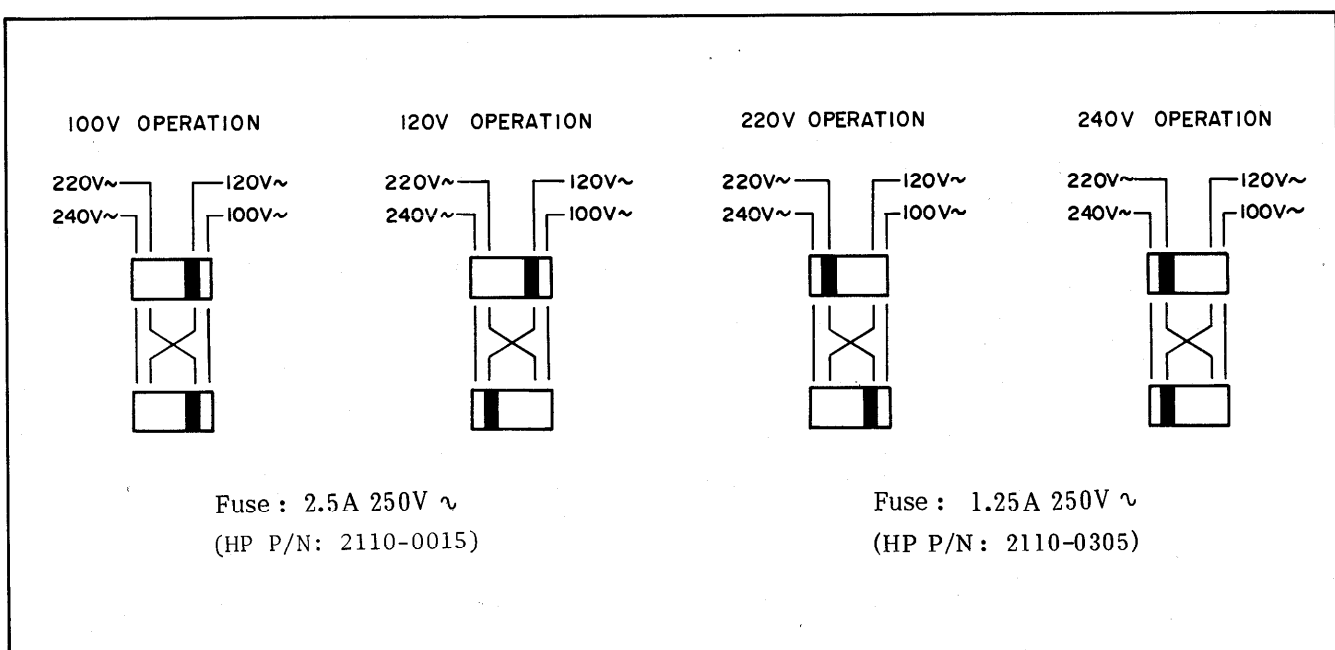 100V OPERATION
220V~ 120V~
240V~ 100V~
120V OPERATION
220V~ 120V~
240V~ 100V~
220V OPERATION
220V~ 120V~
240V~ 100V~
240V OPERATION
220V~ 120V~
240V~ 100V~
Fuse : 2.5A 250V ∿
(HP P/N: 2110-0015)
Fuse : 1.25A 250V ∿
(HP P/N : 2110-0305)